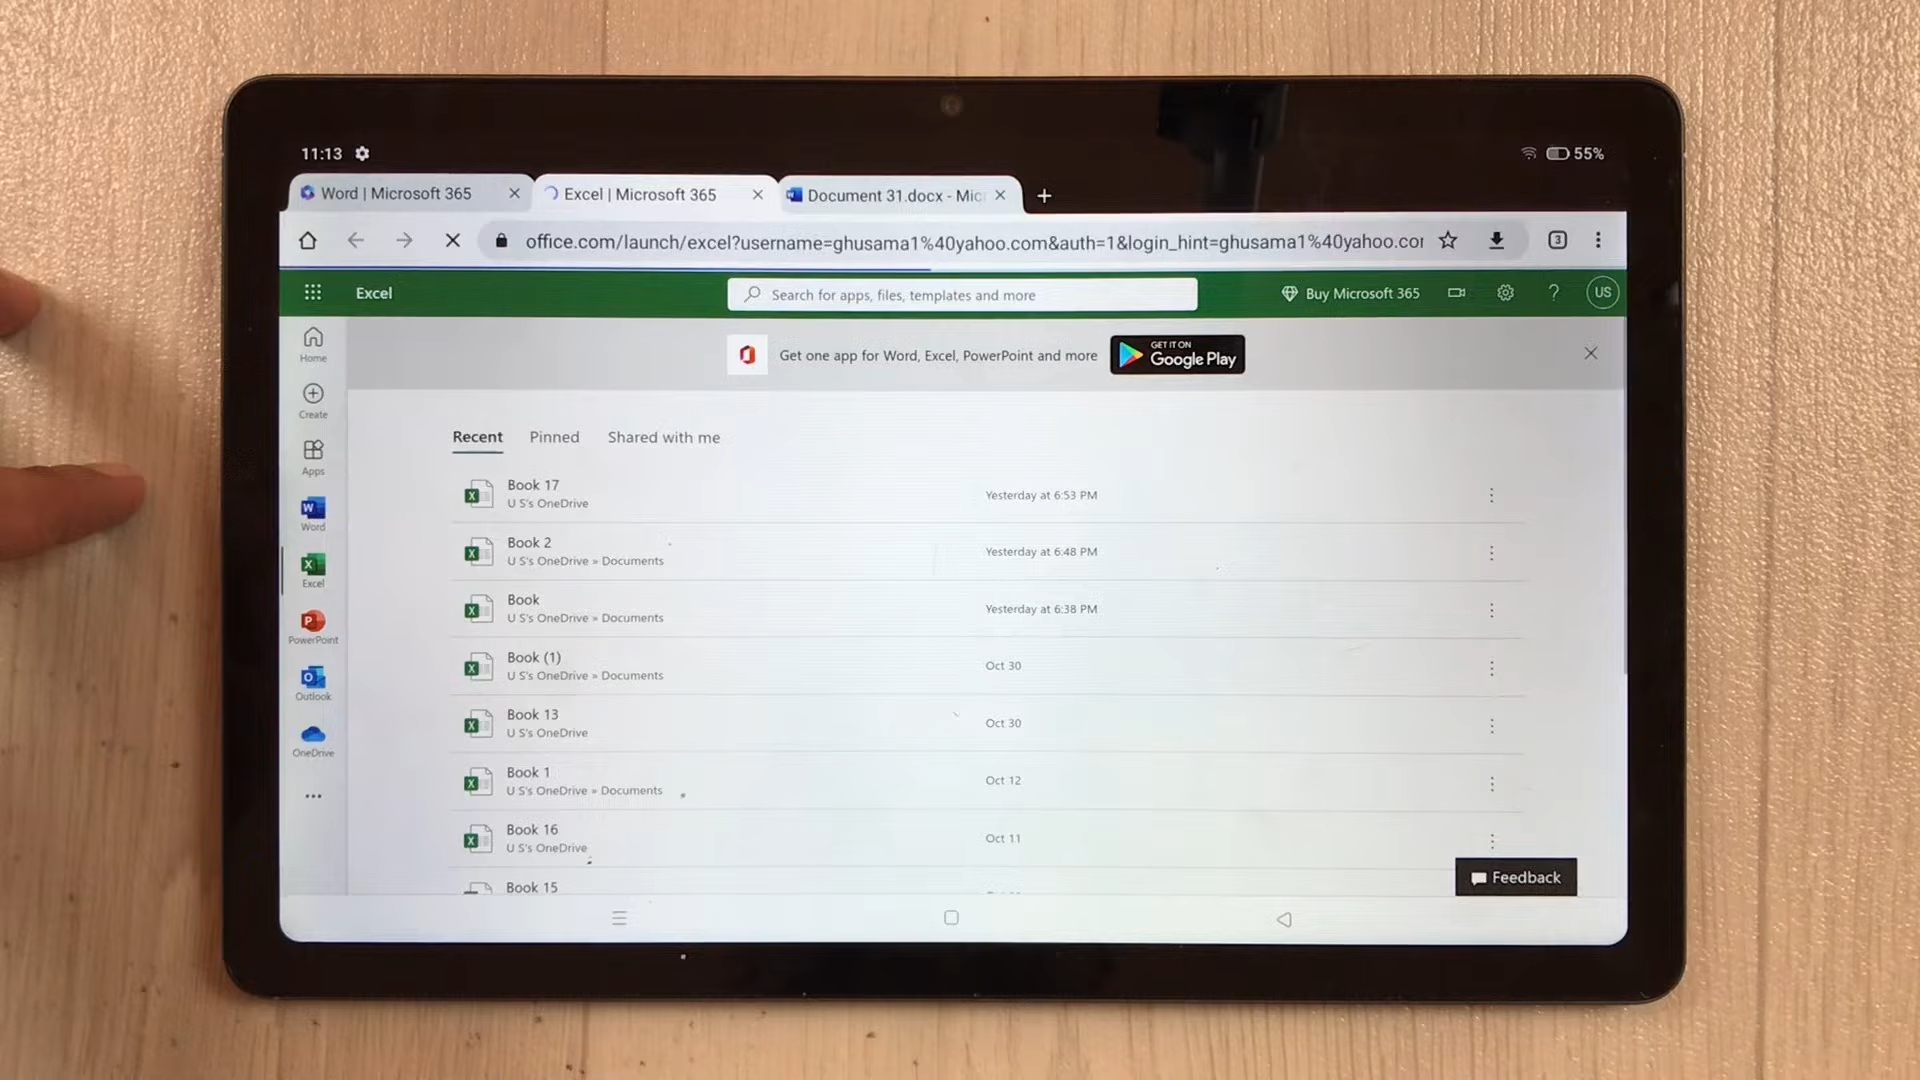 11:13
55%
Word | Microsoft 365
Excel | Microsoft 365
Document 31.docx - Mic
office.com/launch/excel?username=ghusama1%40yahoo.com&auth=1&login_hint=ghusama1%40yahoo.cor
3
Excel
Search for apps, files, templates and more
Buy Microsoft 365
?
US
Get one app for Word, Excel, PowerPoint and more
GET IT ON
Google Play
Home
Create
Apps
Word
Excel
PowerPoint
Outlook
OneDrive
Recent
Pinned
Shared with me
Book 17
U S's OneDrive
Yesterday at 6:53 PM
Book 2
U S's OneDrive » Documents
Yesterday at 6:48 PM
Book
U S's OneDrive » Documents
Yesterday at 6:38 PM
Book (1)
U S's OneDrive » Documents
Oct 30
Book 13
U S's OneDrive
Oct 30
Book 1
U S's OneDrive » Documents
Oct 12
Book 16
U S's OneDrive
Oct 11
Book 15
Feedback